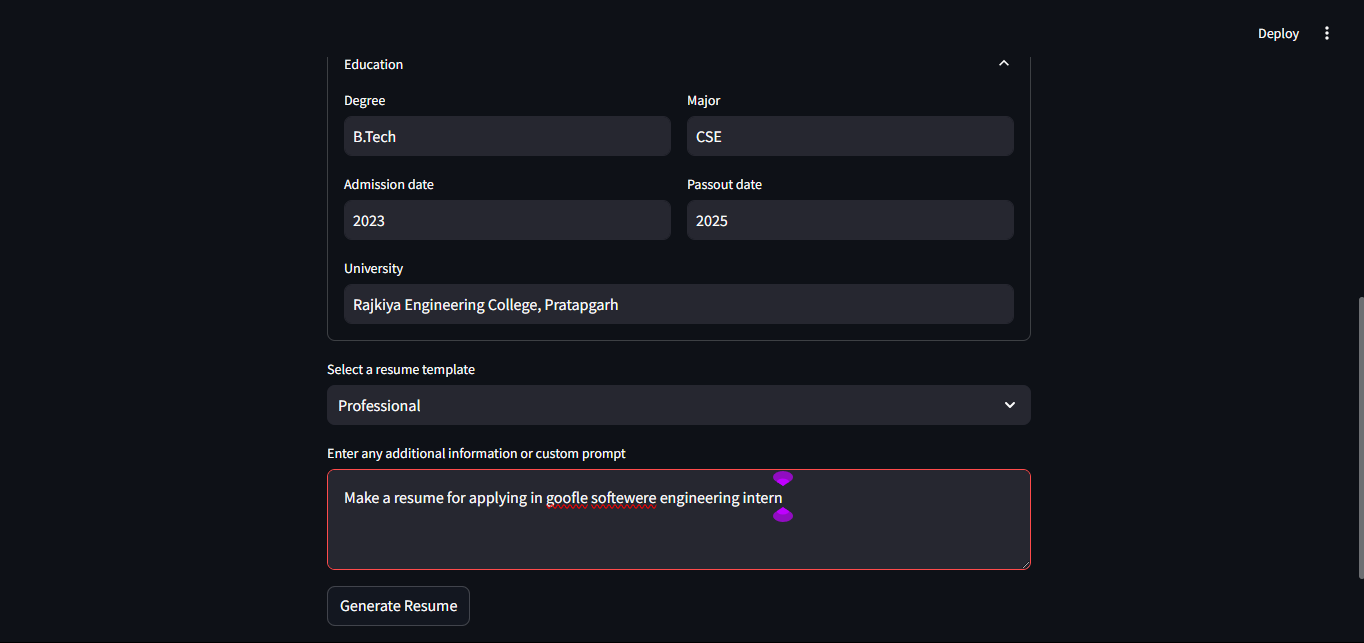 Deploy
Education
Degree Major
B.Tech CSE
Admission date Passout date
2023 2025
University
Rajkiya Engineering College, Pratapgarh
Select a resume template
Professional
Enter any additional information or custom prompt
Make a resume for applying in goofle softewere engineering intern
Generate Resume